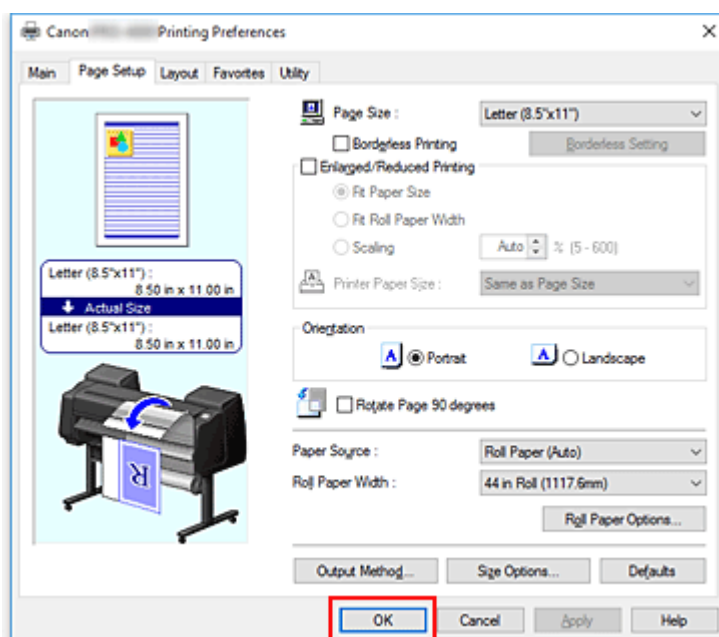 Canon Printing Preferences
Main Page Setup Layout Favorites Utility
Page Size : Letter (8.5"x11")
Borderless Printing Borderless Setting
Enlarged/Reduced Printing
Fit Paper Size
Fit Roll Paper Width
Scaling Auto % (5 - 600)
Printer Paper Size : Same as Page Size
Letter (8.5"x11") :
8.50 in x 11.00 in
Actual Size
Letter (8.5"x11") :
8.50 in x 11.00 in
Orientation
A Portrait A Landscape
Rotate Page 90 degrees
R
Paper Source : Roll Paper (Auto)
Roll Paper Width : 44 in Roll (1117.6mm)
Roll Paper Options...
Output Method... Size Options... Defaults
OK Cancel Apply Help